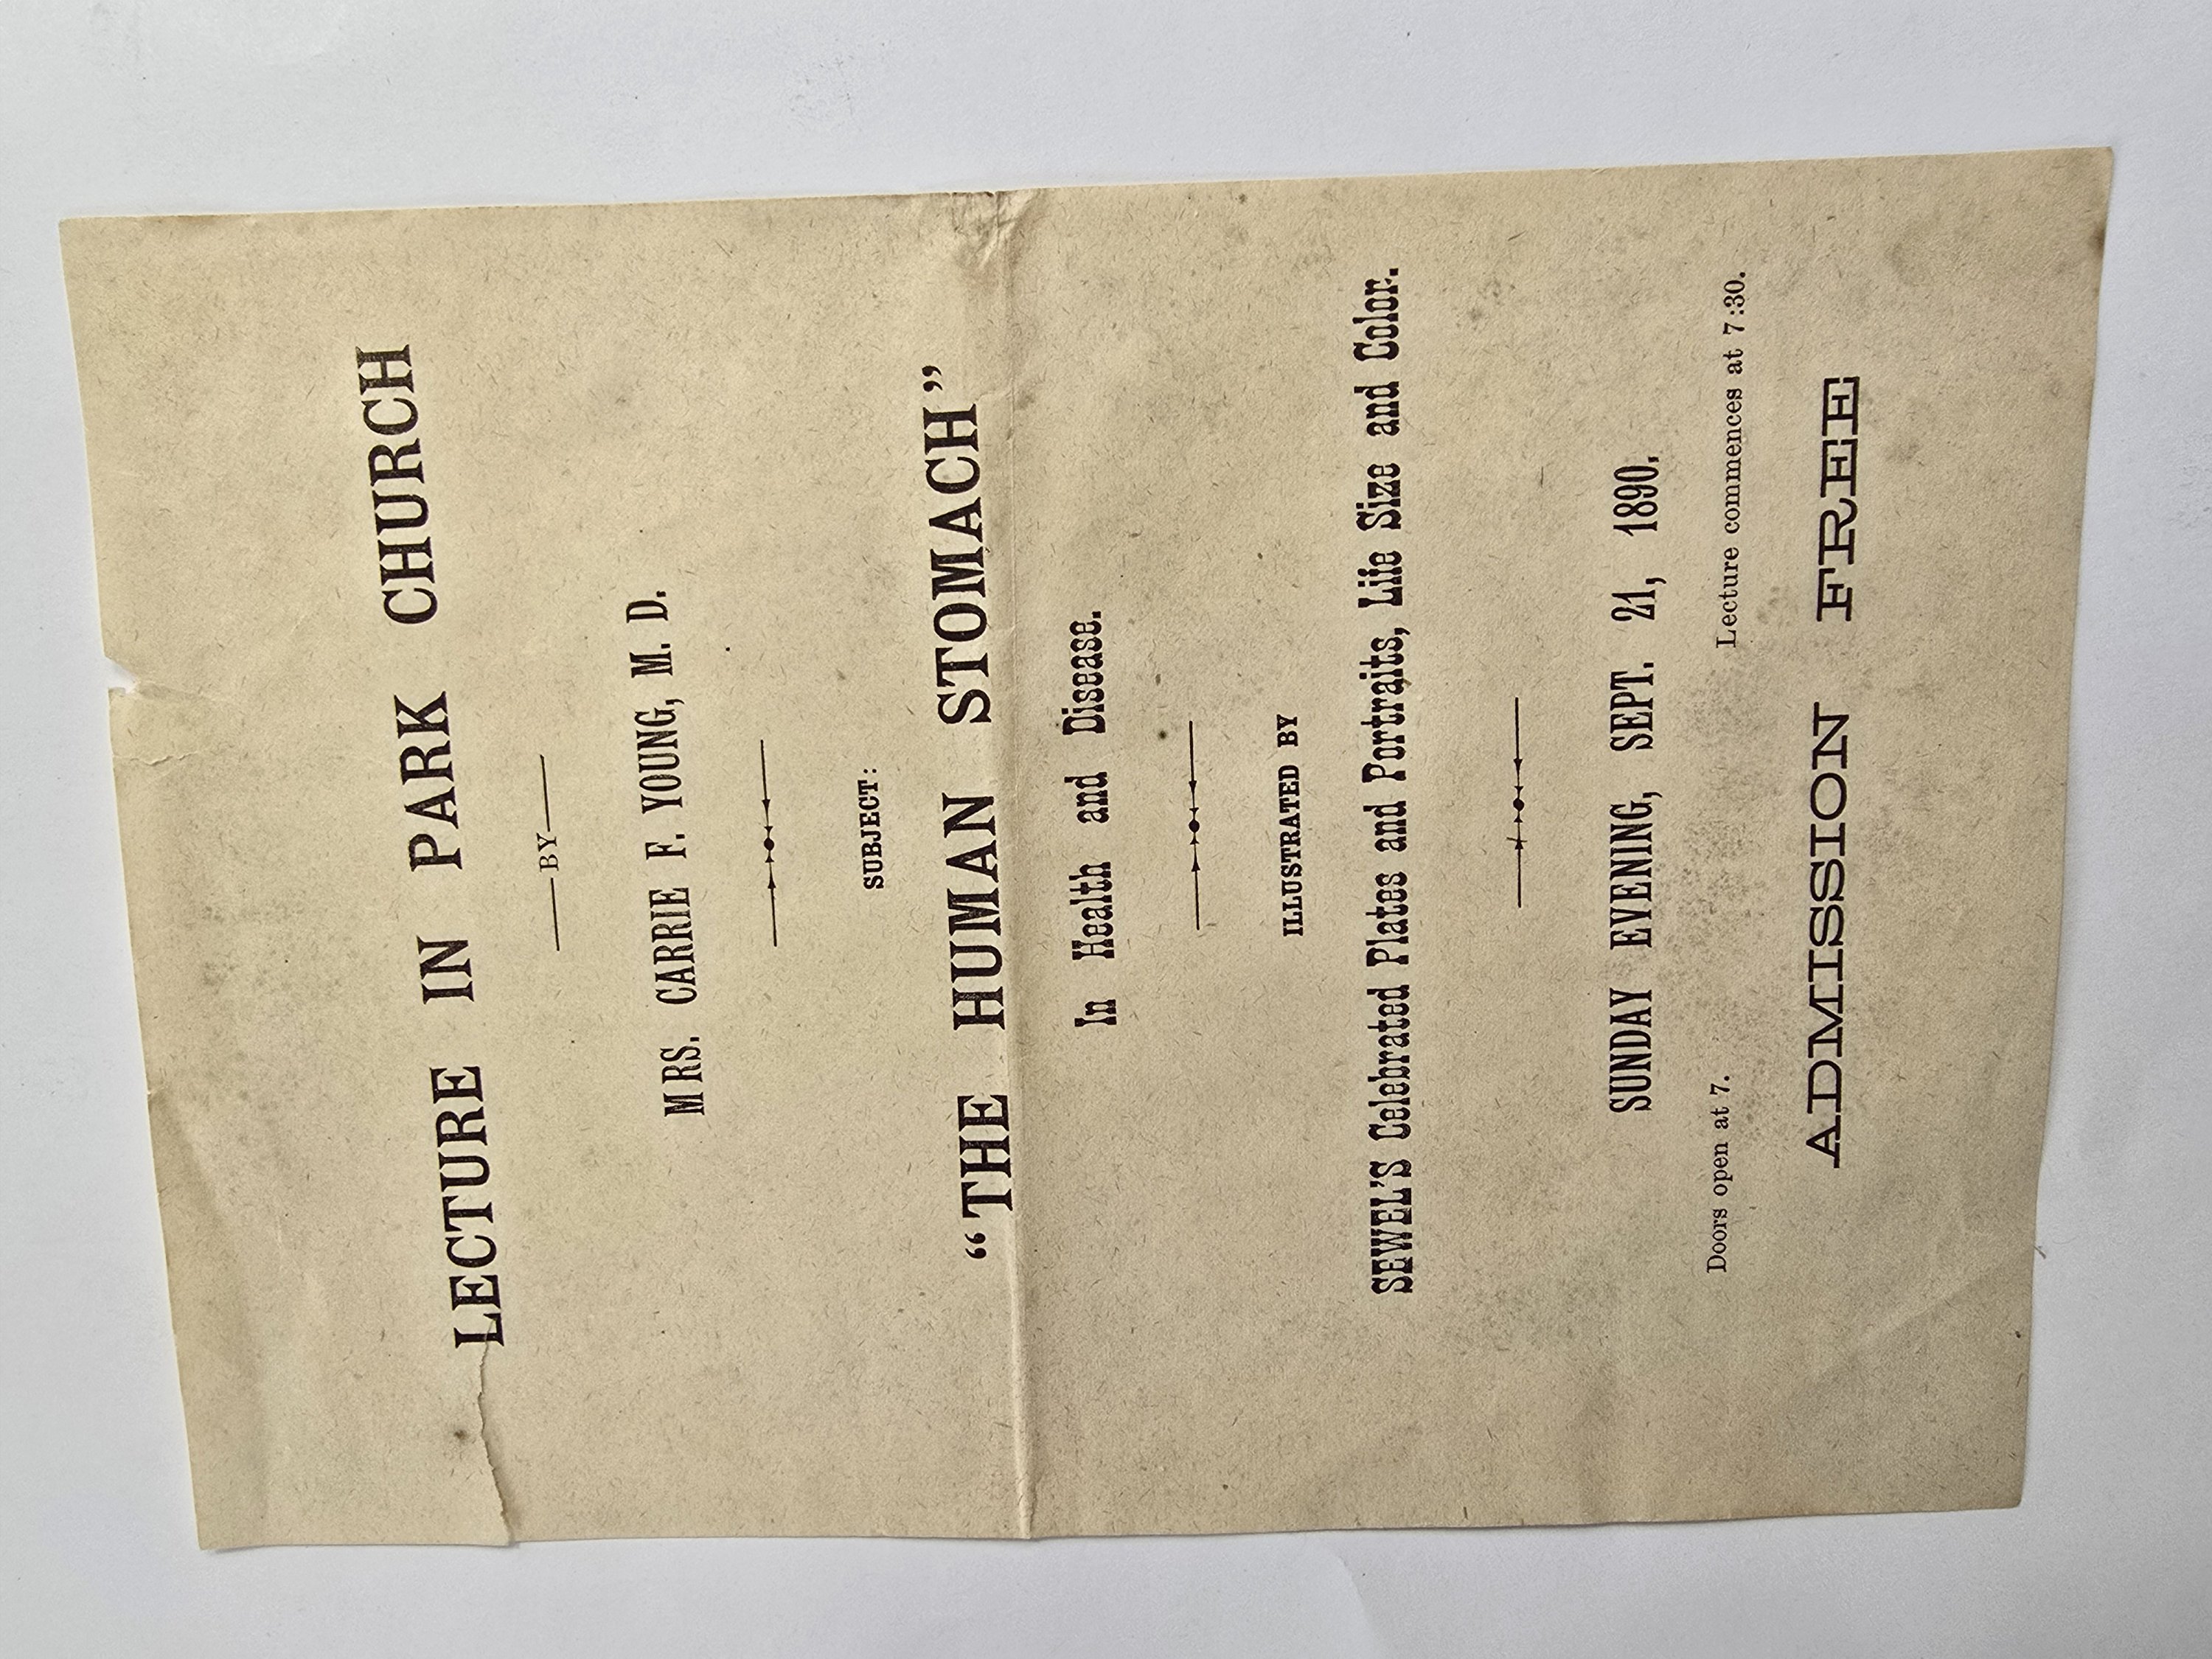 LECTURE IN PARK CHURCH
—BY—
MRS. CARRIE F. YOUNG, M. D.
SUBJECT:
"THE HUMAN STOMACH"
In Health and Disease.
ILLUSTRATED BY
SEWEL'S Celebrated Plates and Portraits, Life Size and Color.
SUNDAY EVENING, SEPT. 21, 1890.
Doors open at 7. Lecture commences at 7:30.
ADMISSION FREE